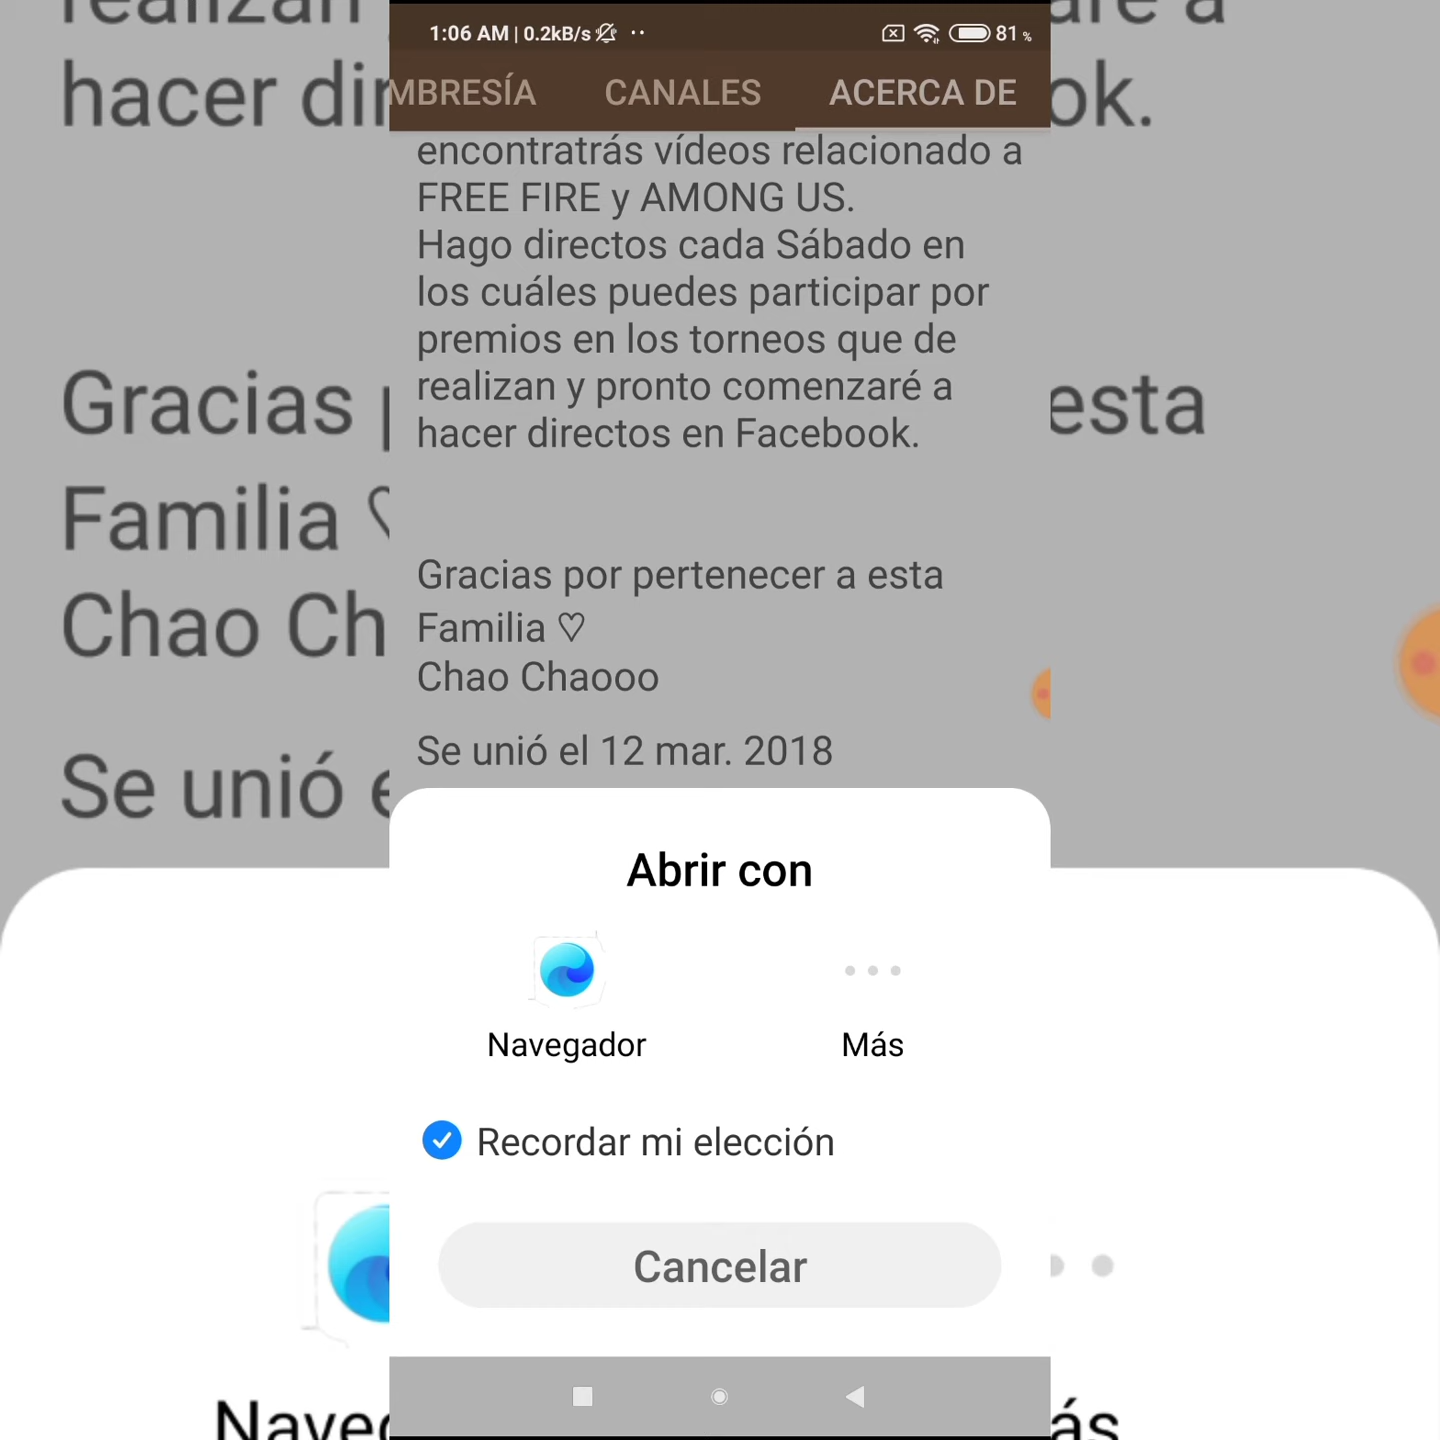 1:06 AM | 0.2kB/s 81 %
MBRESÍA CANALES ACERCA DE
encontratrás vídeos relacionado a
FREE FIRE y AMONG US.
Hago directos cada Sábado en
los cuáles puedes participar por
premios en los torneos que de
realizan y pronto comenzaré a
hacer directos en Facebook.
Gracias por pertenecer a esta
Familia ♡
Chao Chaooo
Se unió el 12 mar. 2018
Abrir con
Navegador Más
Recordar mi elección
Cancelar